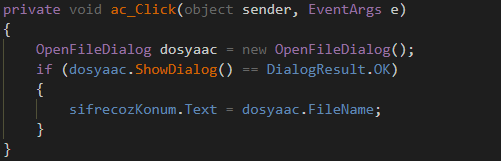 private void ac_Click(object sender, EventArgs e)
{
OpenFileDialog dosyaac = new OpenFileDialog();
if (dosyaac.ShowDialog() == DialogResult.OK)
{
sifrecozKonum.Text = dosyaac.FileName;
}
}